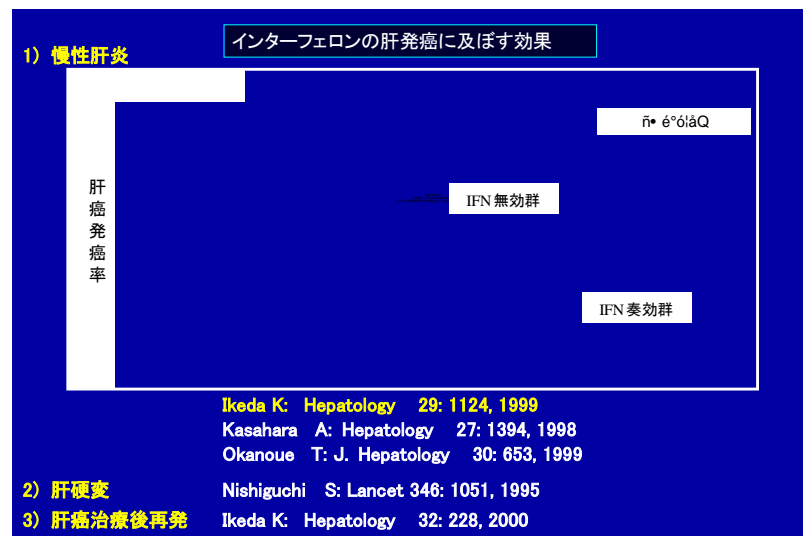 インターフェロンの肝発癌に及ぼす効果
1) 慢性肝炎
ñ• é°ó¦åQ
肝癌発癌率
IFN 無効群
IFN 奏効群
Ikeda K: Hepatology 29: 1124, 1999
Kasahara A: Hepatology 27: 1394, 1998
Okanoue T: J. Hepatology 30: 653, 1999
2) 肝硬変 Nishiguchi S: Lancet 346: 1051, 1995
3) 肝癌治療後再発 Ikeda K: Hepatology 32: 228, 2000